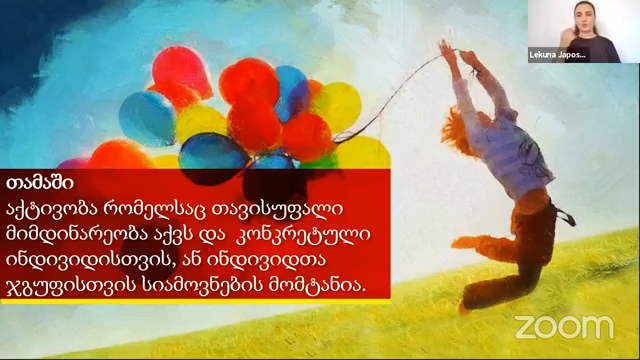 Lekuna Japos...
თამაში
აქტივობა რომელსაც თავისუფალი
მიმდინარეობა აქვს და კონკრეტული
ინდივიდისთვის, ან ინდივიდთა
ჯგუფისთვის სიამოვნების მომტანია.
zoom